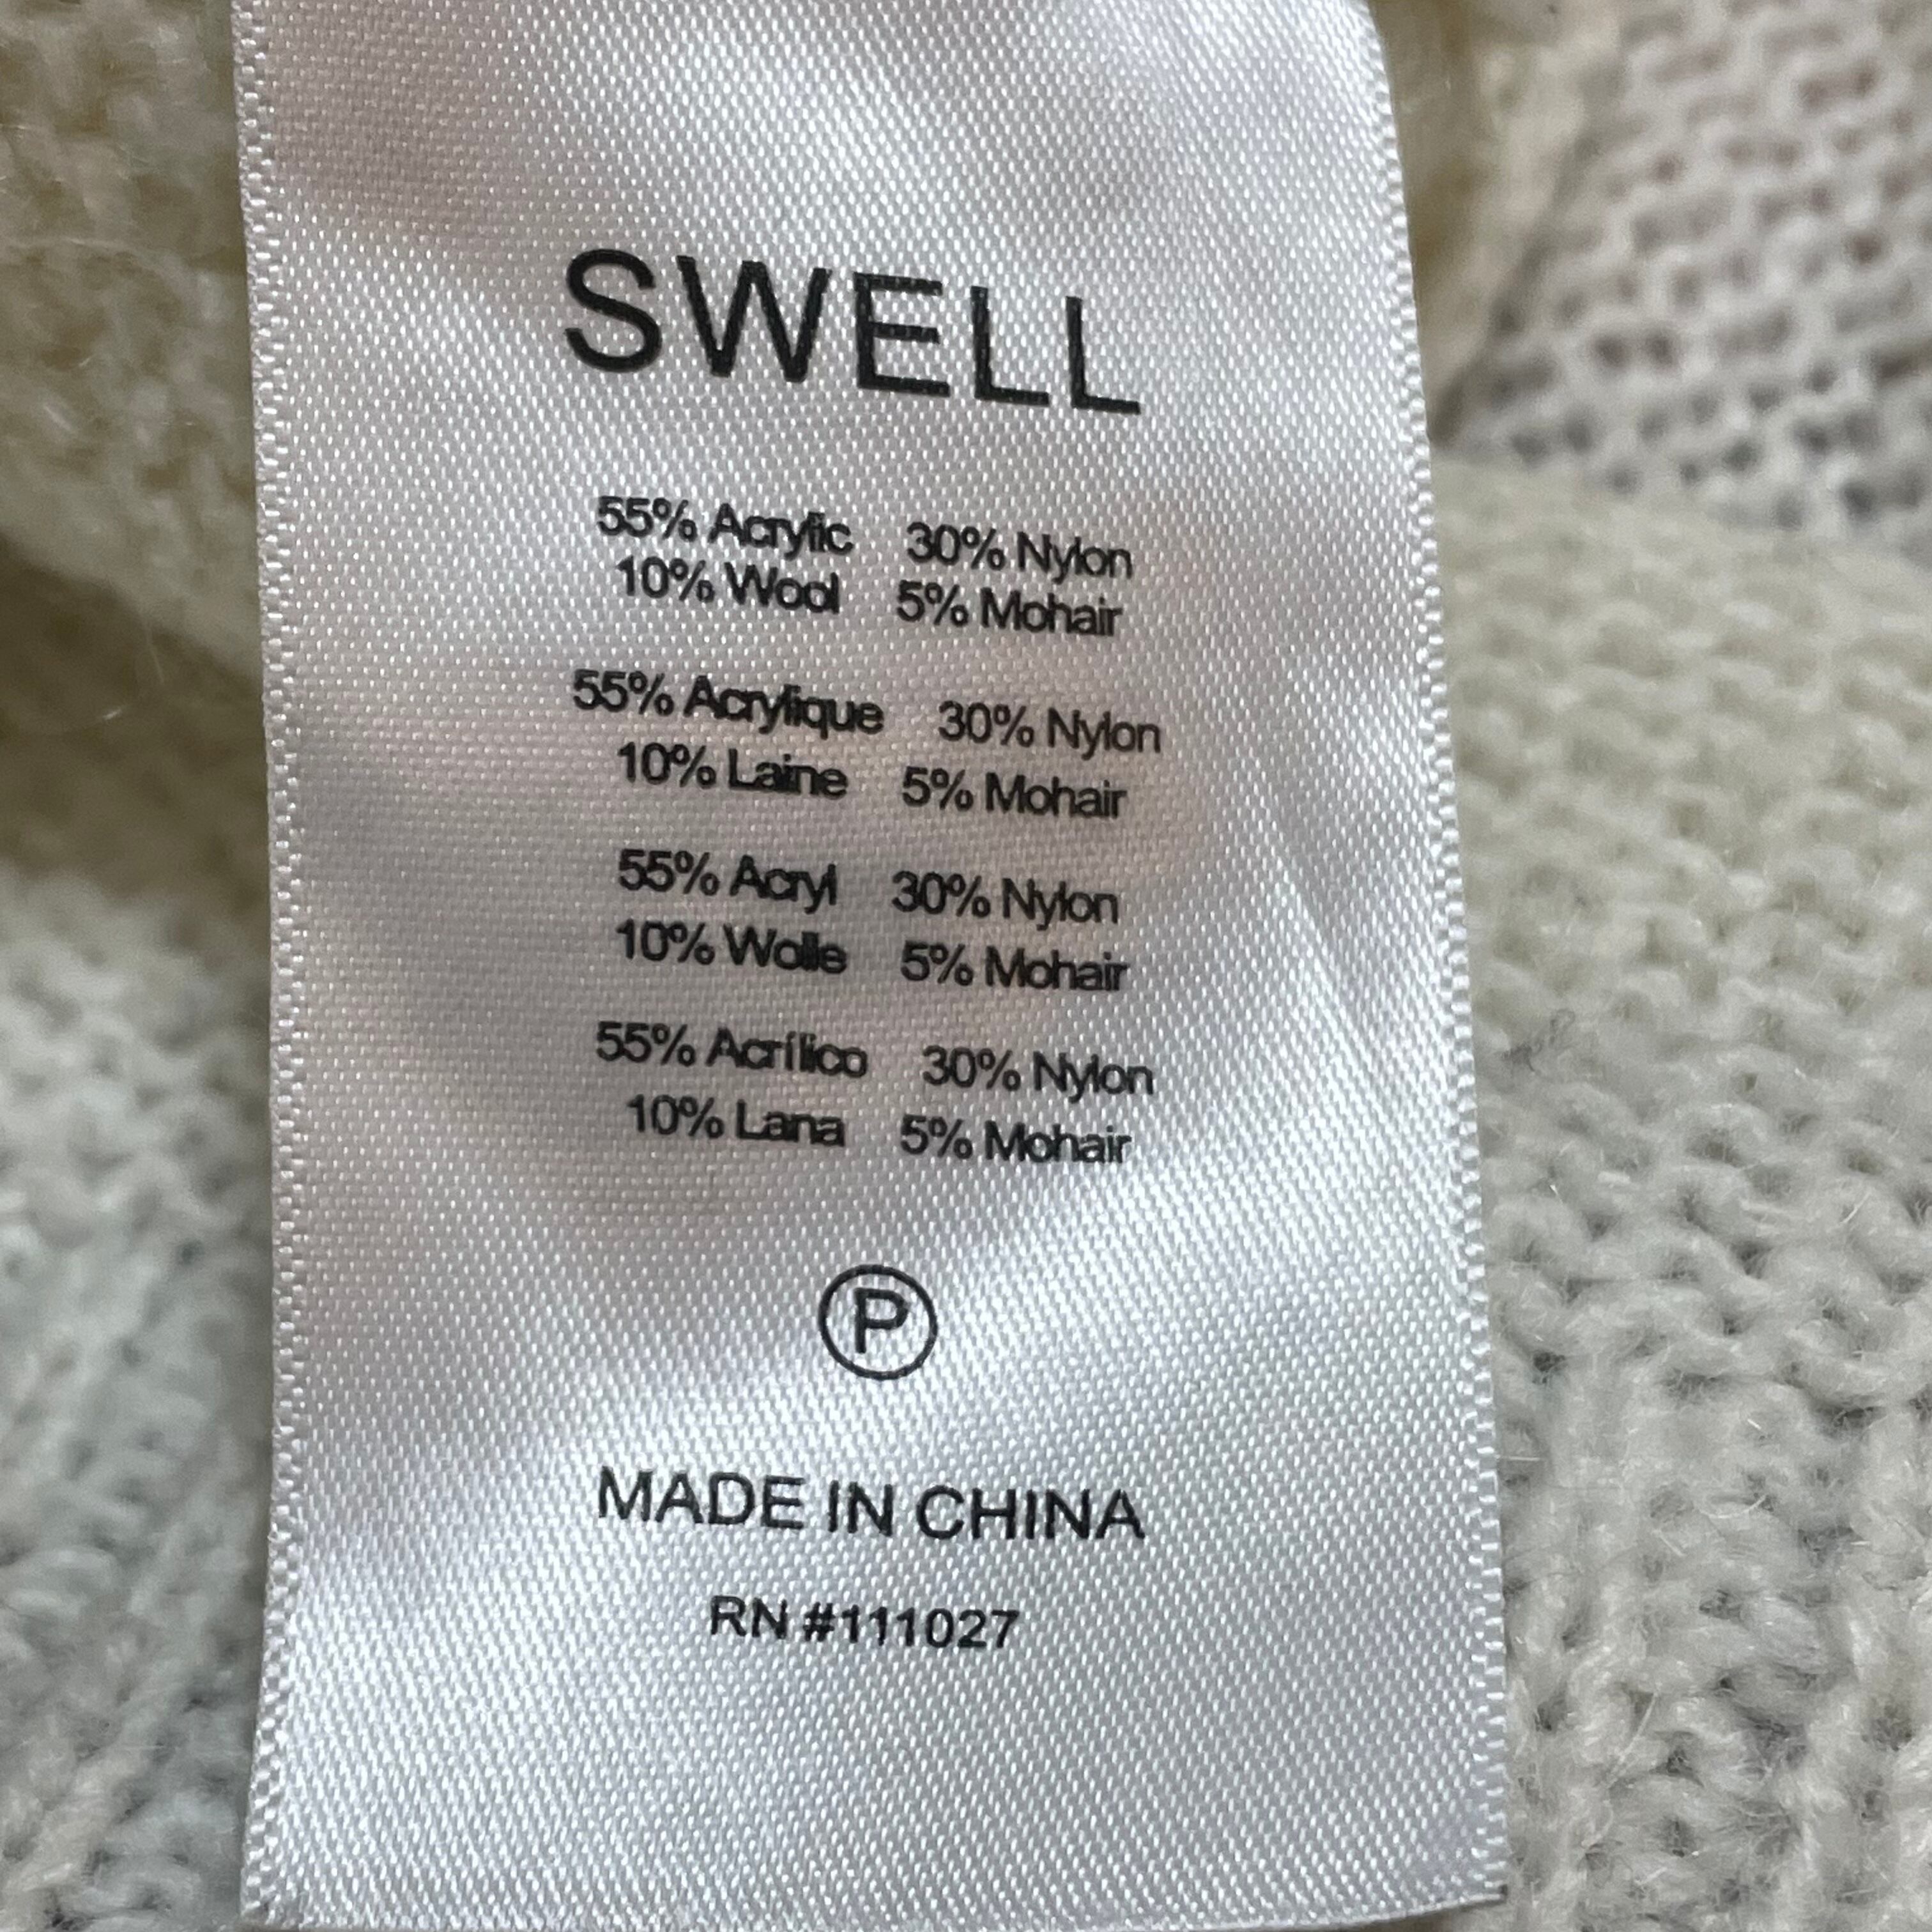 SWELL
55% Acrylic 30% Nylon
10% Wool 5% Mohair
55% Acrylique 30% Nylon
10% Laine 5% Mohair
55% Acryl 30% Nylon
10% Wolle 5% Mohair
55% Acrílico 30% Nylon
10% Lana 5% Mohair
P
MADE IN CHINA
RN #111027